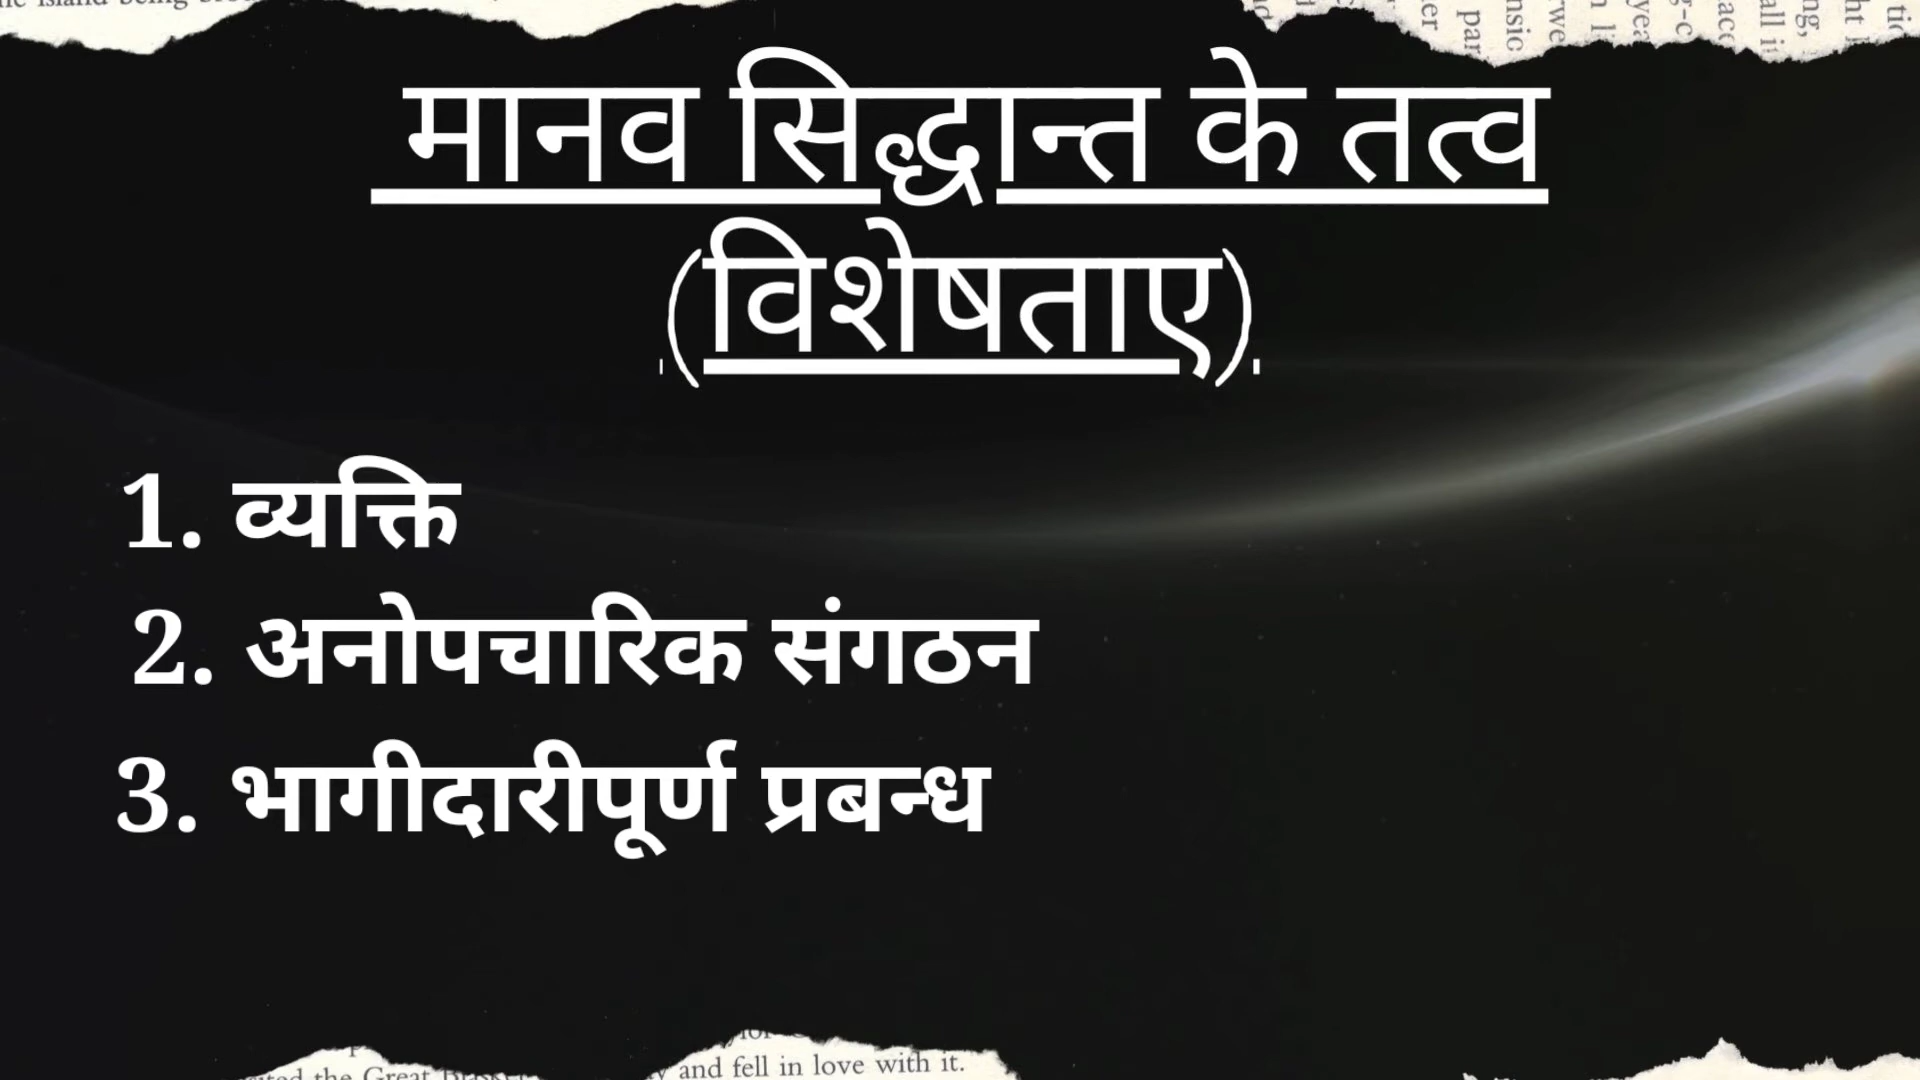 मानव सिद्धान्त के तत्व
(विशेषताए)
1. व्यक्ति
2. अनोपचारिक संगठन
3. भागीदारीपूर्ण प्रबन्ध
and fell in love with it.